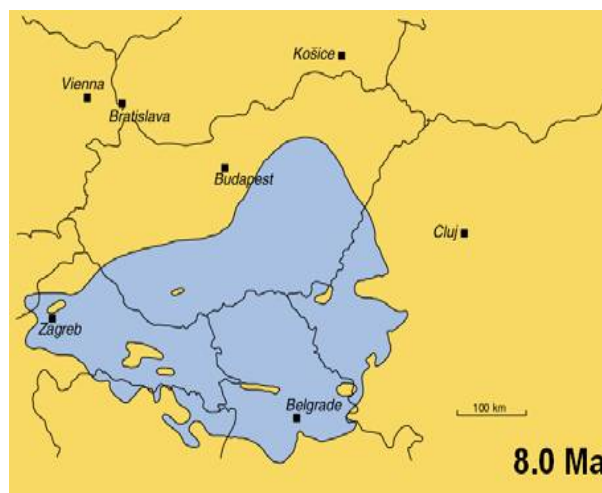 Košice
Vienna
Bratislava
Budapest
Cluj
Zagreb
Belgrade
100 km
8.0 Ma